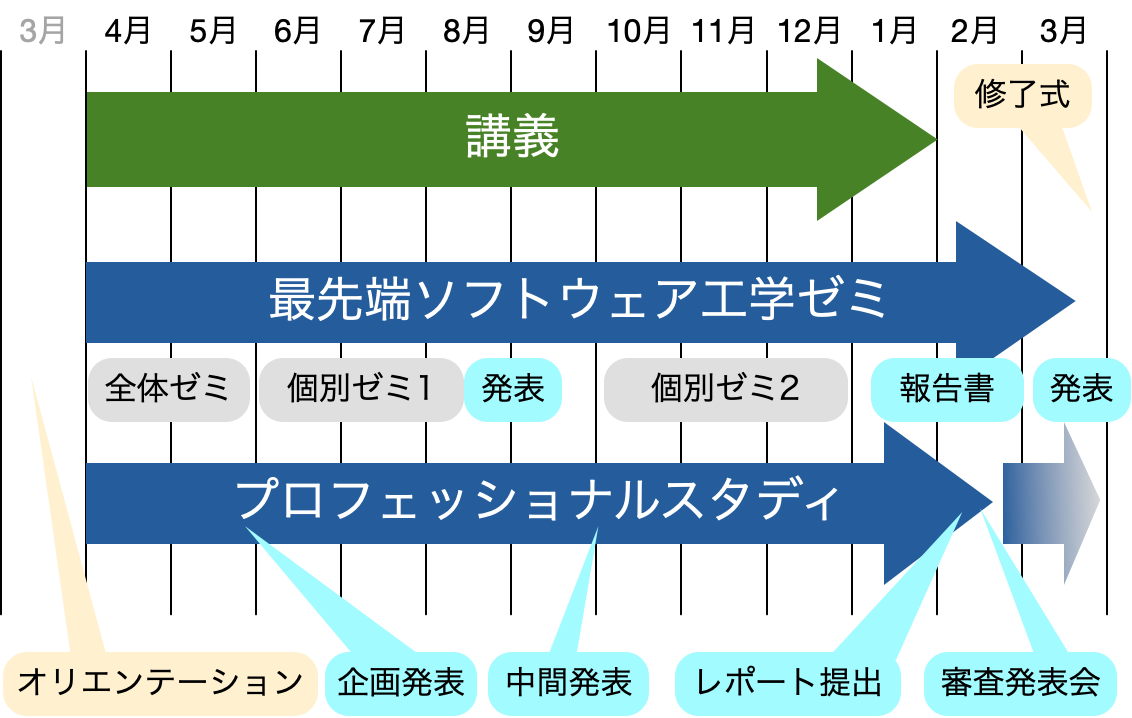 3月 4月 5月 6月 7月 8月 9月 10月 11月 12月 1月 2月 3月
修了式
講義
最先端ソフトウェア工学ゼミ
全体ゼミ 個別ゼミ1 発表 個別ゼミ2 報告書 発表
プロフェッショナルスタディ
オリエンテーション 企画発表 中間発表 レポート提出 審査発表会